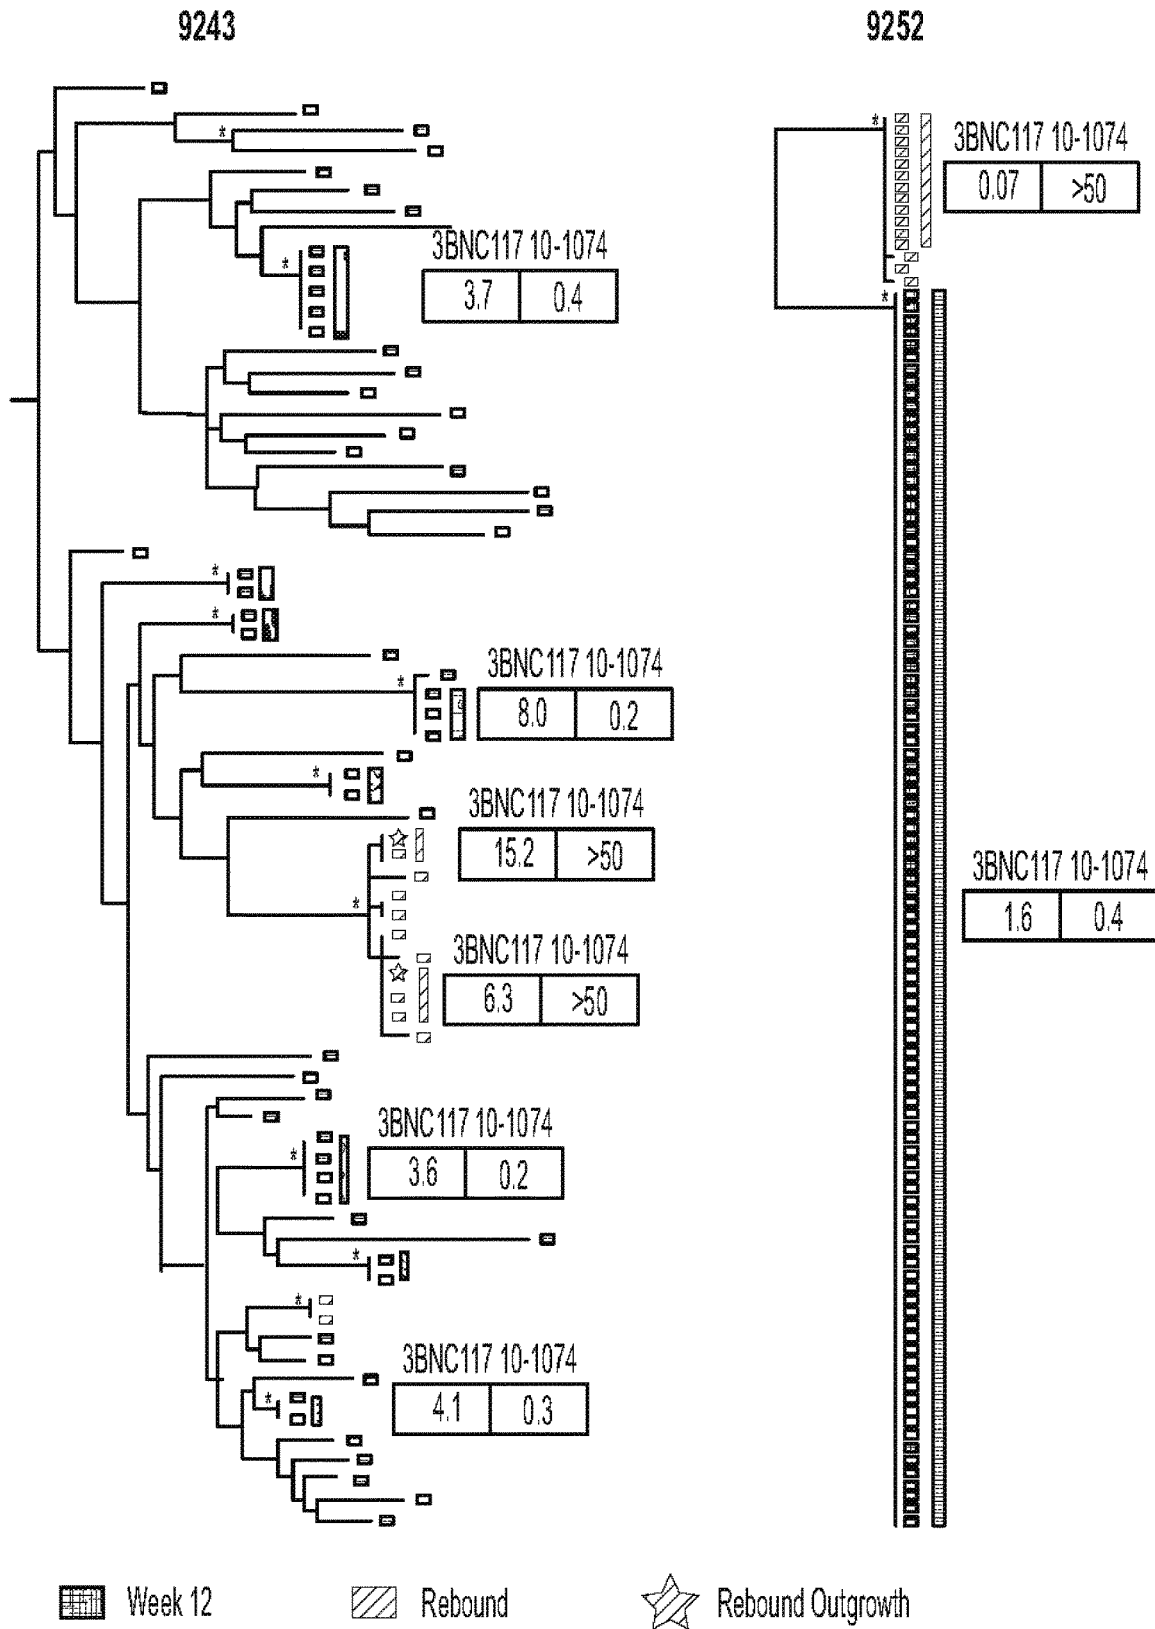 9243
9252
3BNC117 10-1074
0.07 >50
3BNC117 10-1074
3.7 0.4
3BNC117 10-1074
8.0 0.2
3BNC117 10-1074
15.2 >50
3BNC117 10-1074
1.6 0.4
3BNC117 10-1074
6.3 >50
3BNC117 10-1074
3.6 0.2
3BNC117 10-1074
4.1 0.3
Week 12
Rebound
Rebound Outgrowth